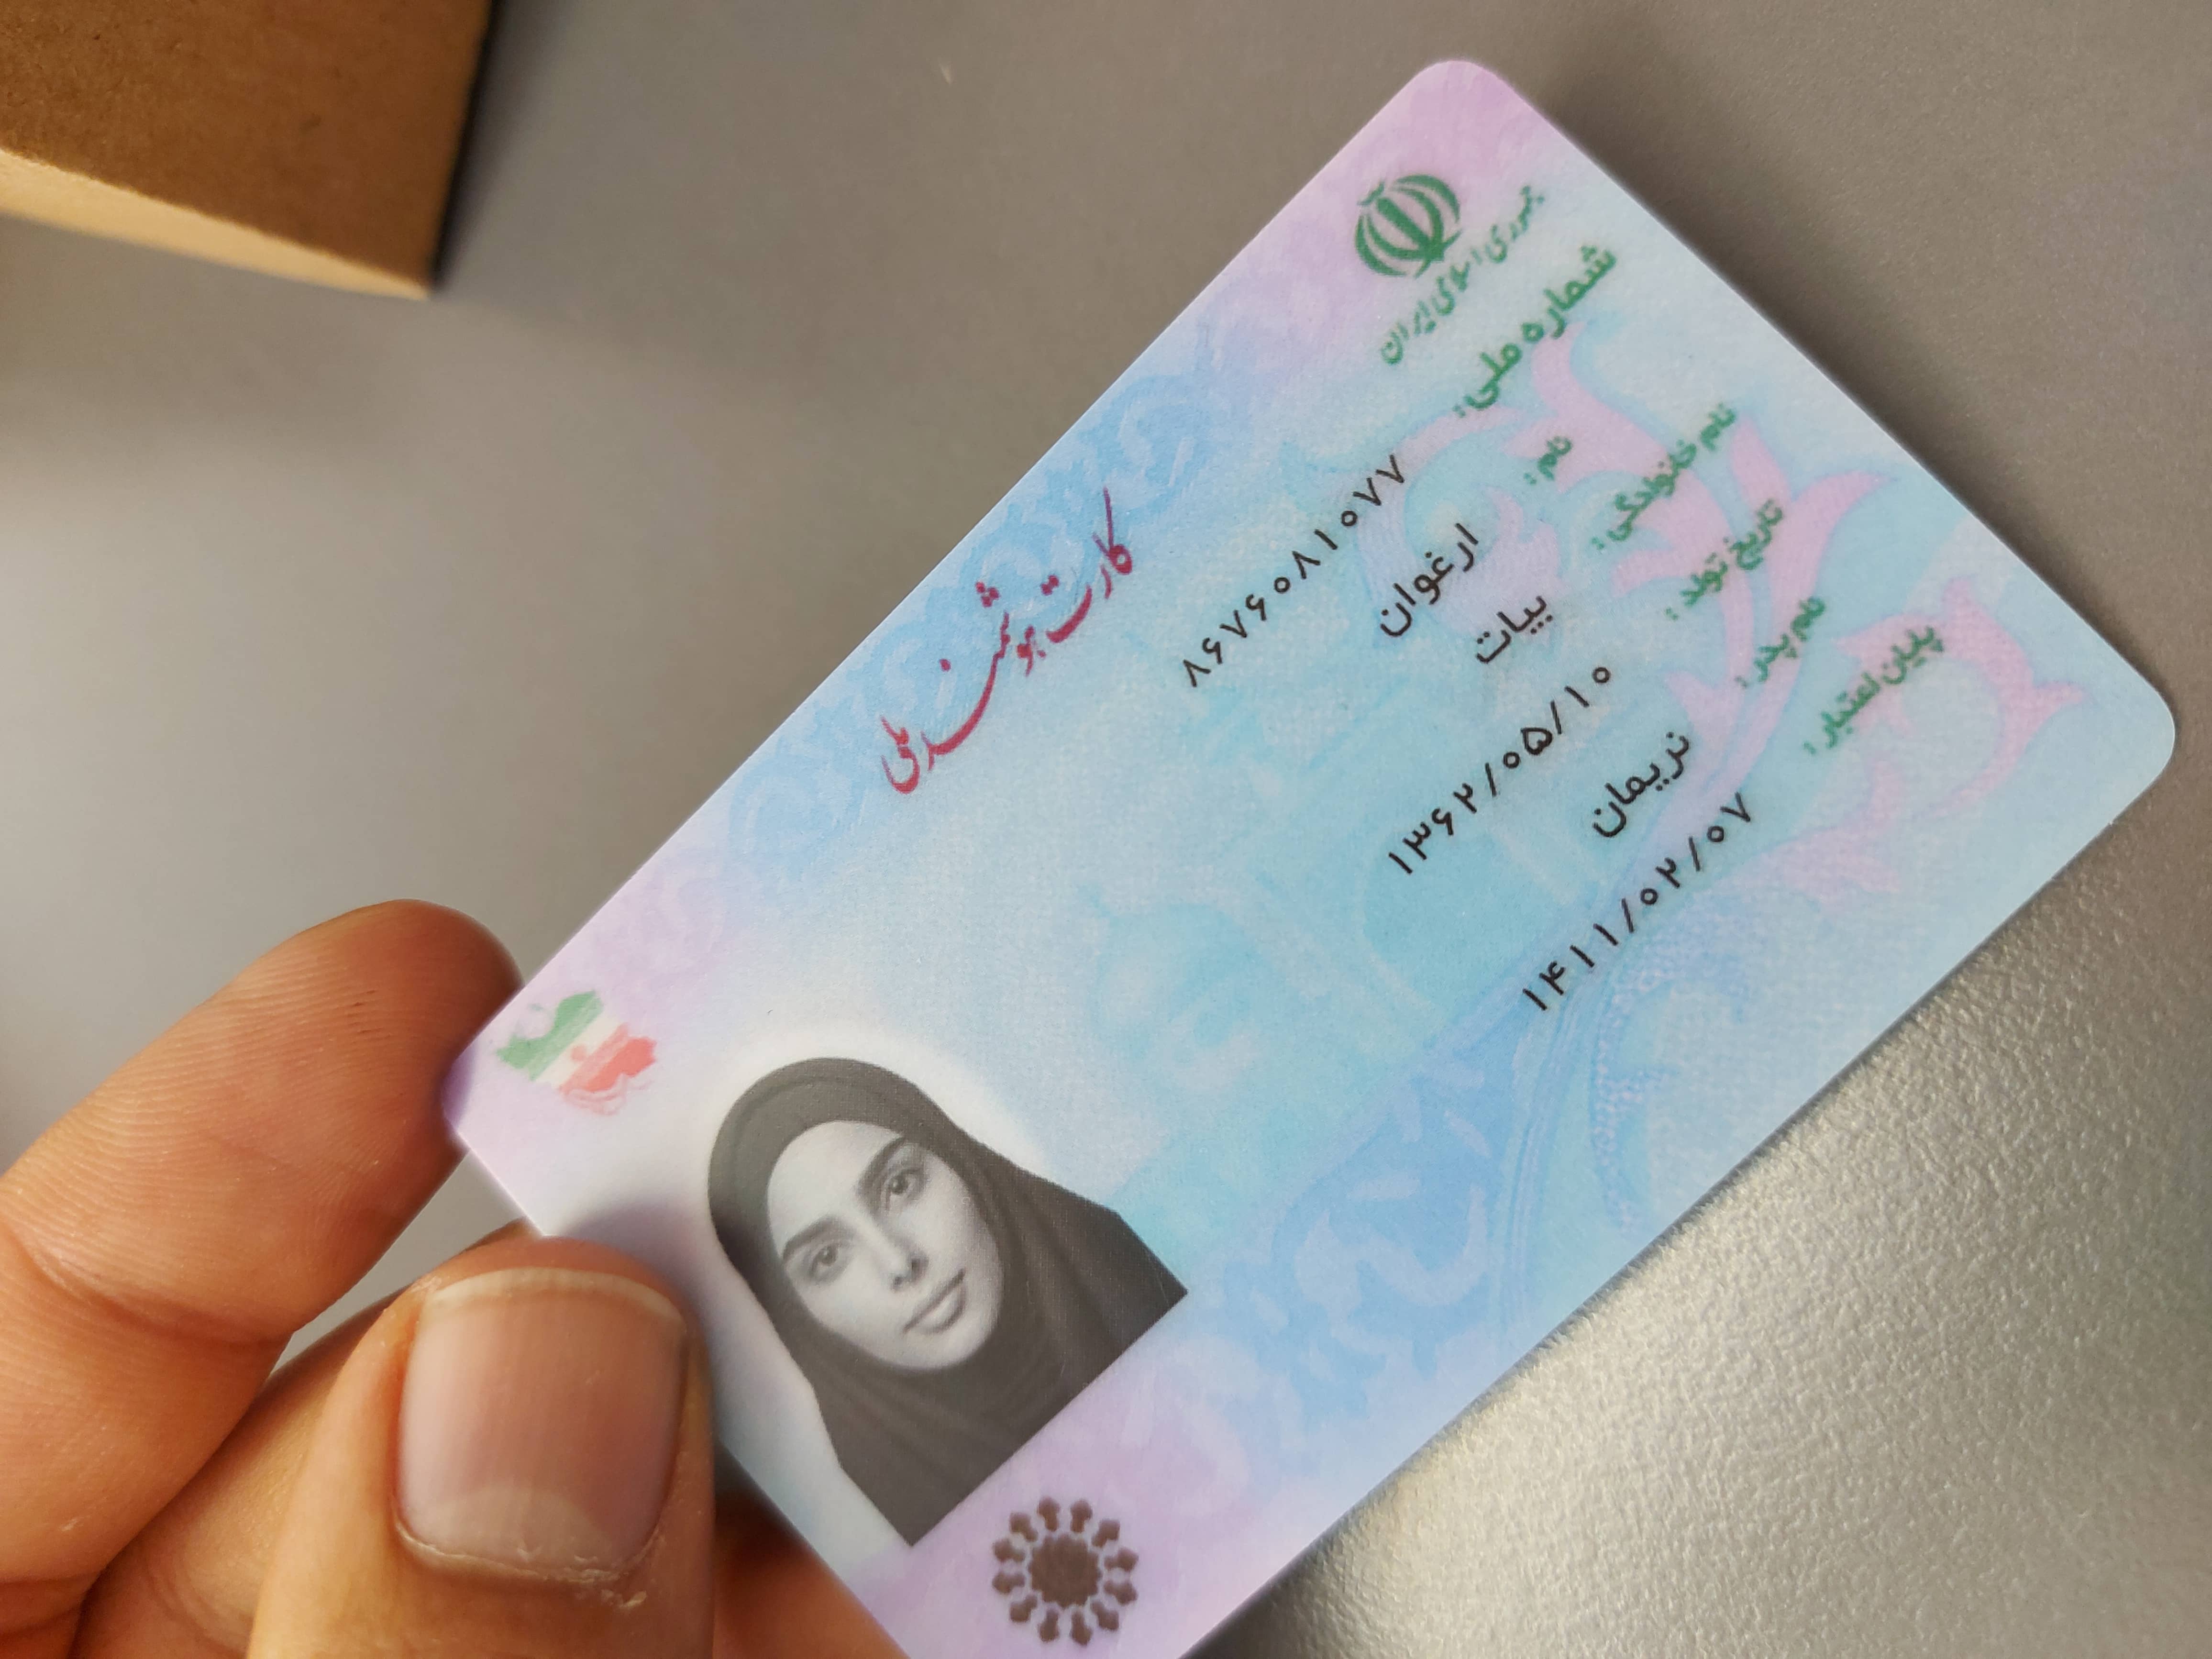 جمهوری اسلامی ایران
کارت هوشمند ملی
شماره ملی: ۸۶۷۶۰۸۱۰۷۷
نام: ارغوان
نام خانوادگی: بیات
تاریخ تولد: ۱۳۶۲/۰۵/۱۰
نام پدر: نریمان
پایان اعتبار: ۱۴۱۱/۰۲/۰۷